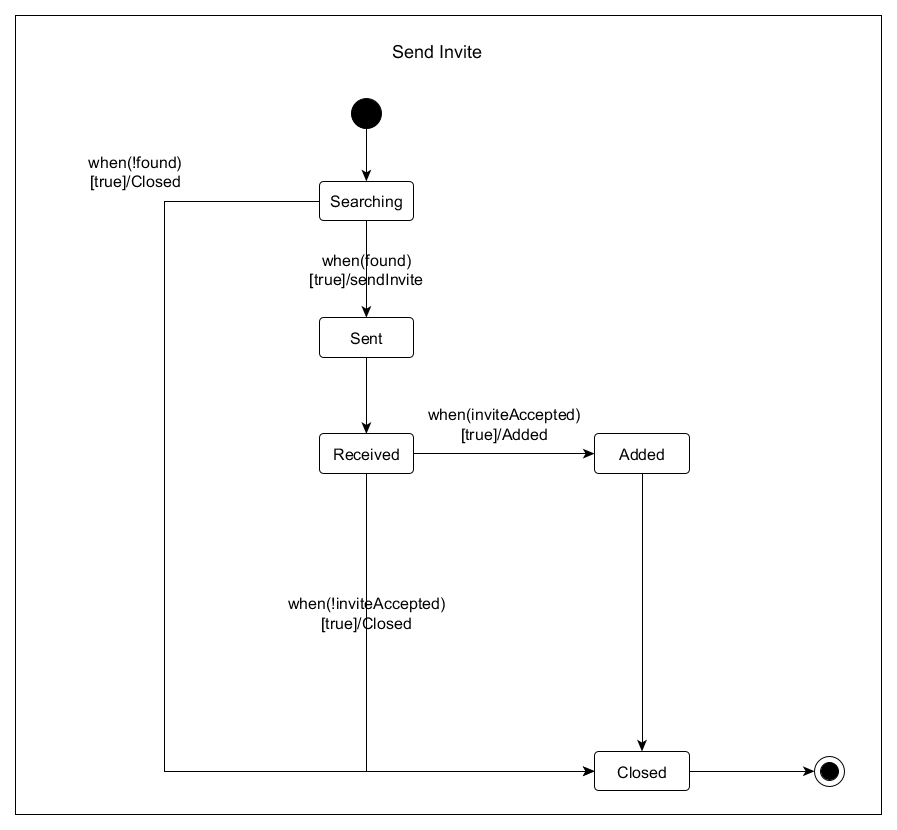 Send Invite
when(!found)
[true]/Closed
Searching
when(found)
[true]/sendInvite
Sent
when(inviteAccepted)
[true]/Added
Received
Added
when(!inviteAccepted)
[true]/Closed
Closed